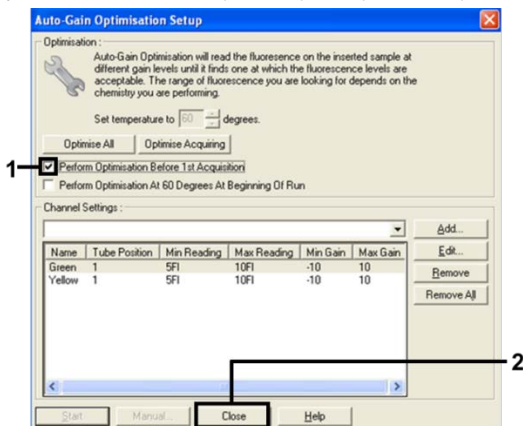 Auto-Gain Optimisation Setup
Optimisation :
Auto-Gain Optimisation will read the fluoresence on the inserted sample at
different gain levels until it finds one at which the fluorescence levels are
acceptable. The range of fluorescence you are looking for depends on the
chemistry you are performing.
Set temperature to 60 degrees.
Optimise All Optimise Acquiring
1
Perform Optimisation Before 1st Acquisition
Perform Optimisation At 60 Degrees At Beginning Of Run
Channel Settings :
Add...
Name Tube Position Min Reading Max Reading Min Gain Max Gain Edit...
Green 1 5Fl 10Fl -10 10
Yellow 1 5Fl 10Fl -10 10
Remove
Remove All
2
Start Manual... Close Help